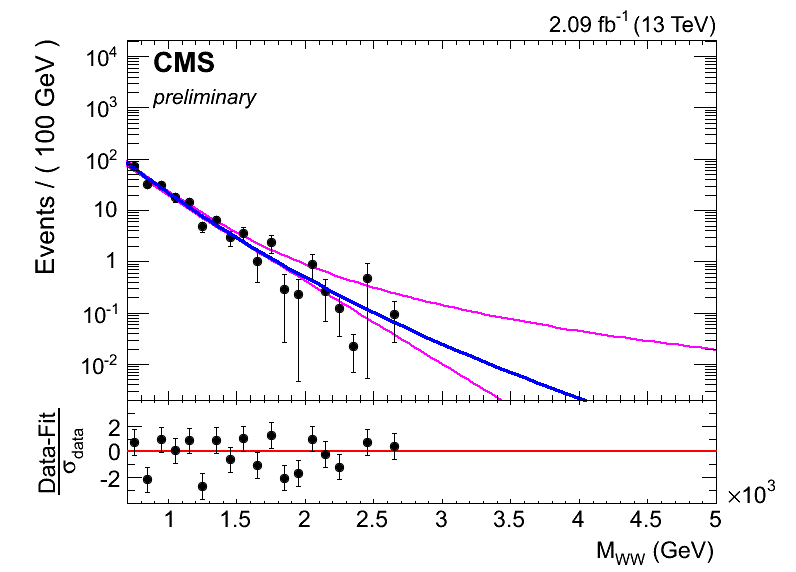 2.09 fb⁻¹ (13 TeV)
CMS
preliminary
Events / ( 100 GeV )
10⁴
10³
10²
10
1
10⁻¹
10⁻²
Data-Fit
σ_data
2
0
-2
1 1.5 2 2.5 3 3.5 4 4.5 5
×10³
M_WW (GeV)